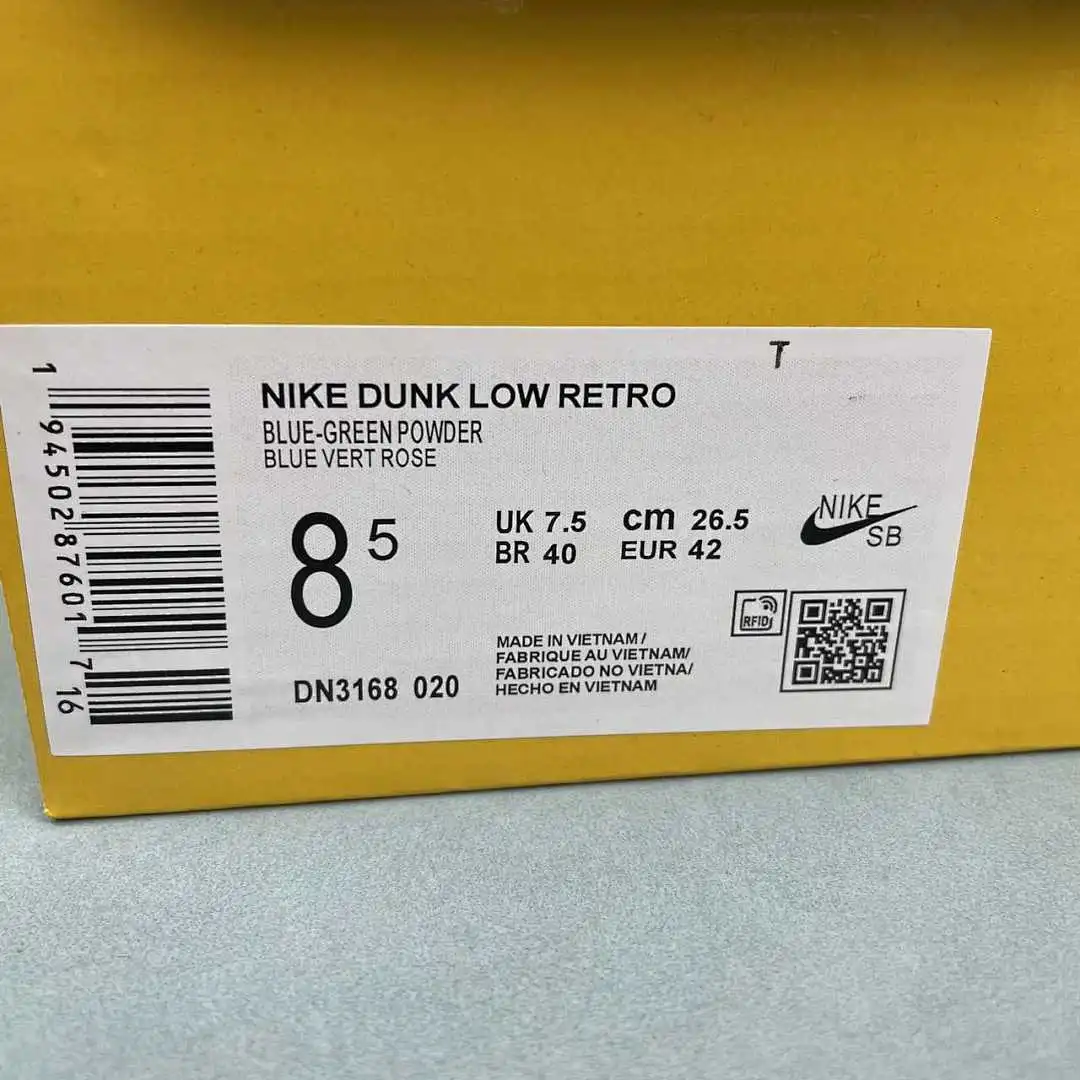 T
NIKE DUNK LOW RETRO
BLUE-GREEN POWDER
BLUE VERT ROSE
8 5
UK 7.5 cm 26.5
BR 40 EUR 42
NIKE
SB
RFID
MADE IN VIETNAM/
FABRIQUE AU VIETNAM/
FABRICADO NO VIETNA/
HECHO EN VIETNAM
DN3168 020
1 9450287601 7 16